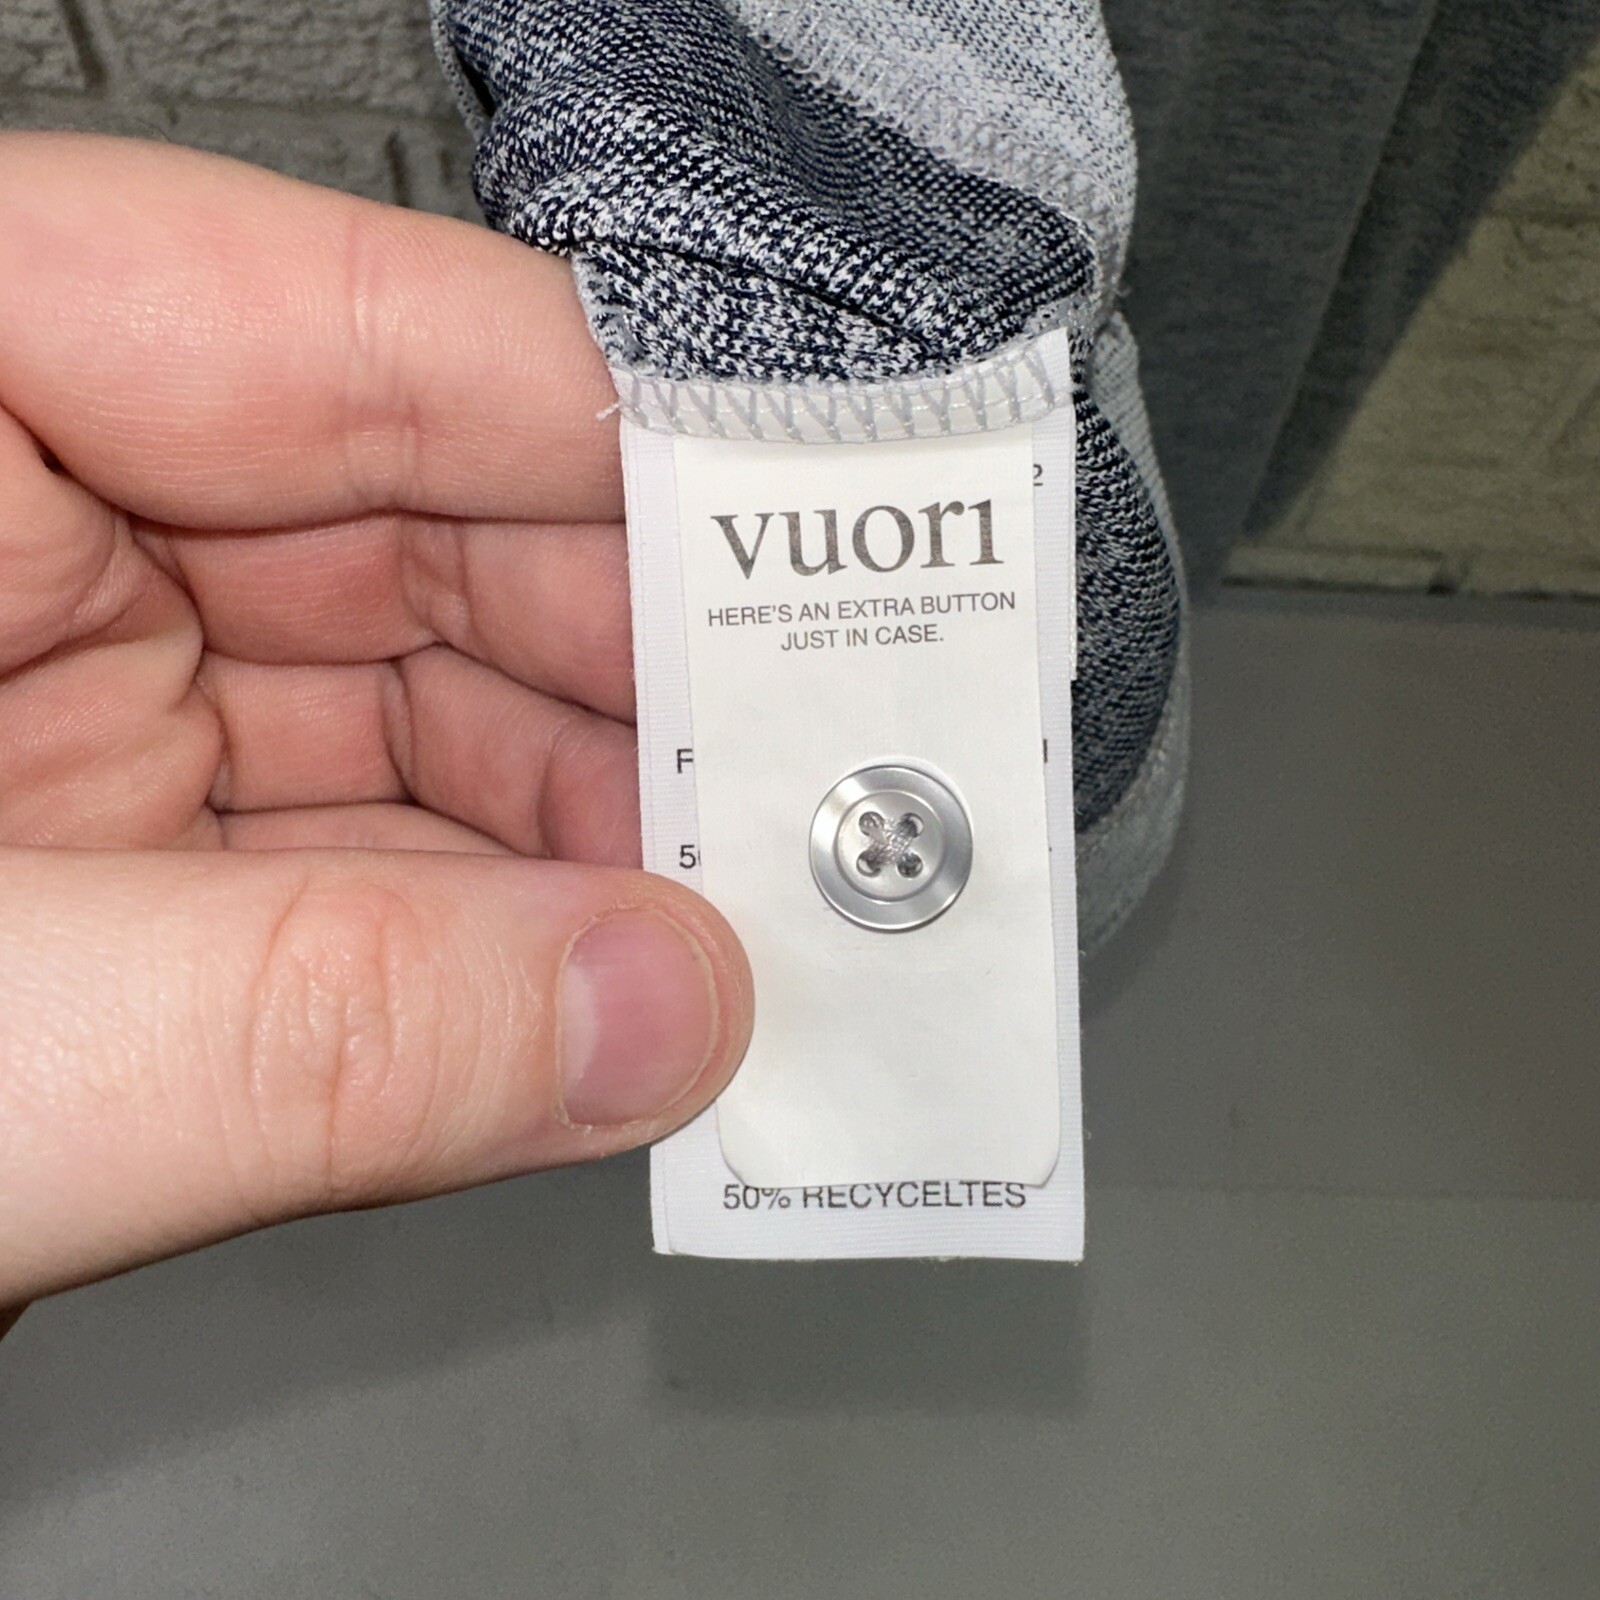 vuori
HERE'S AN EXTRA BUTTON
JUST IN CASE.
50% RECYCELTES